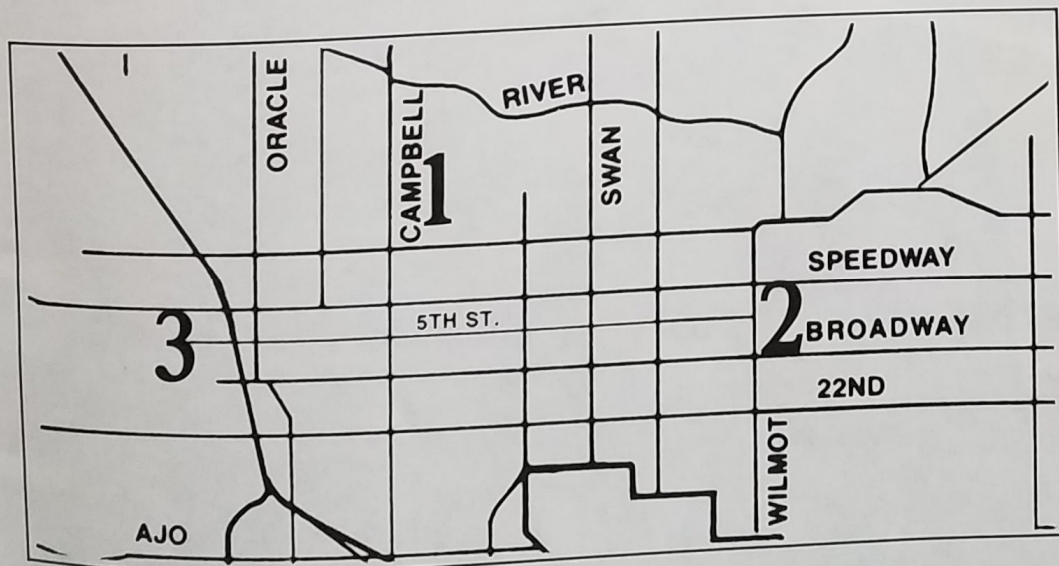 ORACLE
CAMPBELL
1
RIVER
SWAN
SPEEDWAY
3
5TH ST.
2
BROADWAY
22ND
WILMOT
AJO